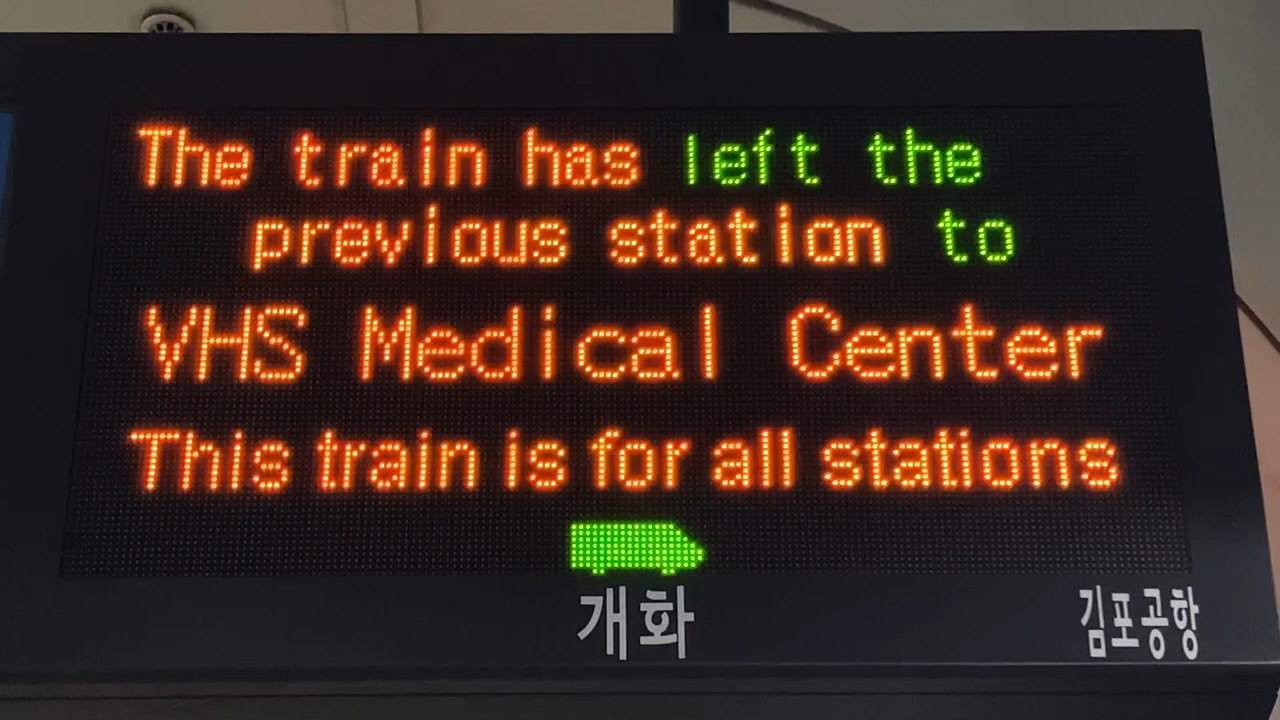 The train has left the
previous station to
VHS Medical Center
This train is for all stations
개화 김포공항